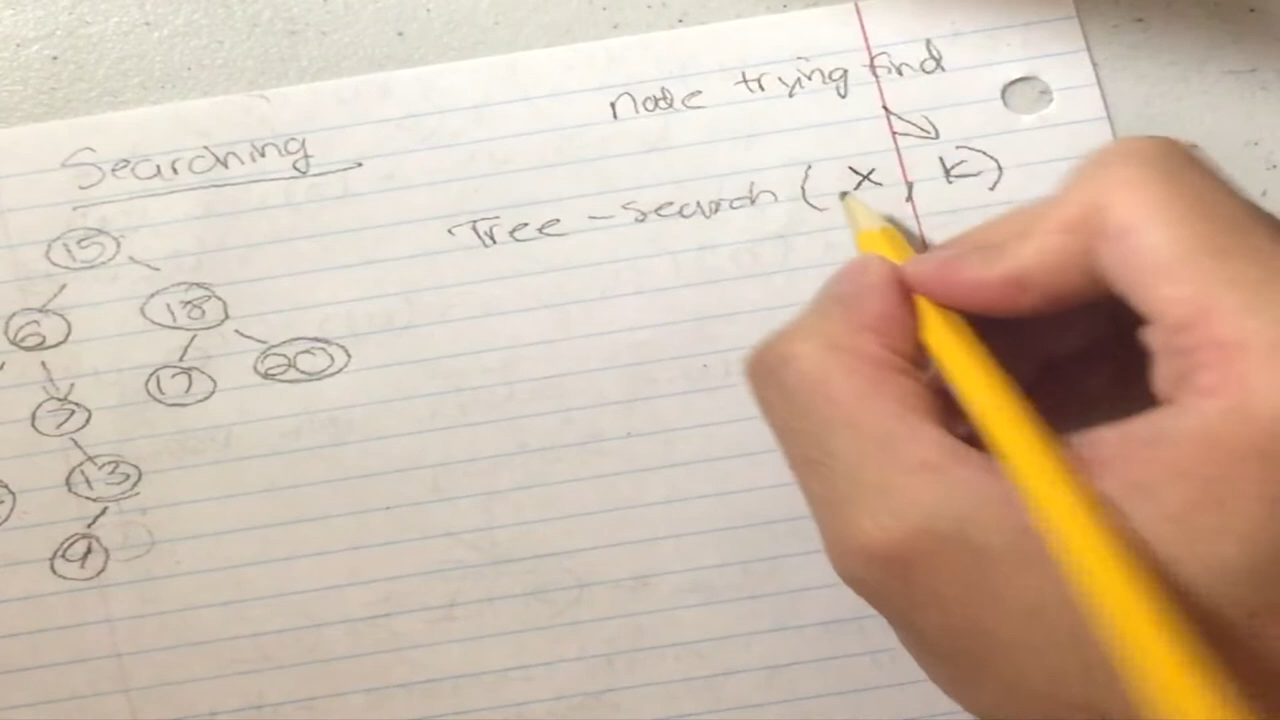 node trying find
Searching
Tree - search ( x , k )
15
18
6
20
17
7
13
9